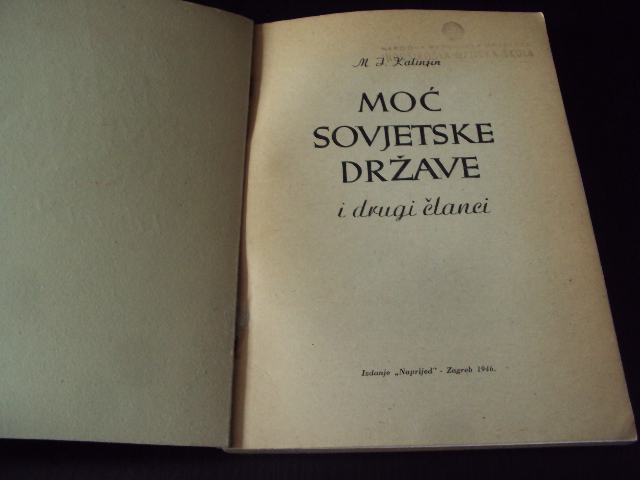 M I Kalinjin
MOĆ
SOVJETSKE
DRŽAVE
i drugi članci
Izdanje „Naprijed" - Zagreb 1946.